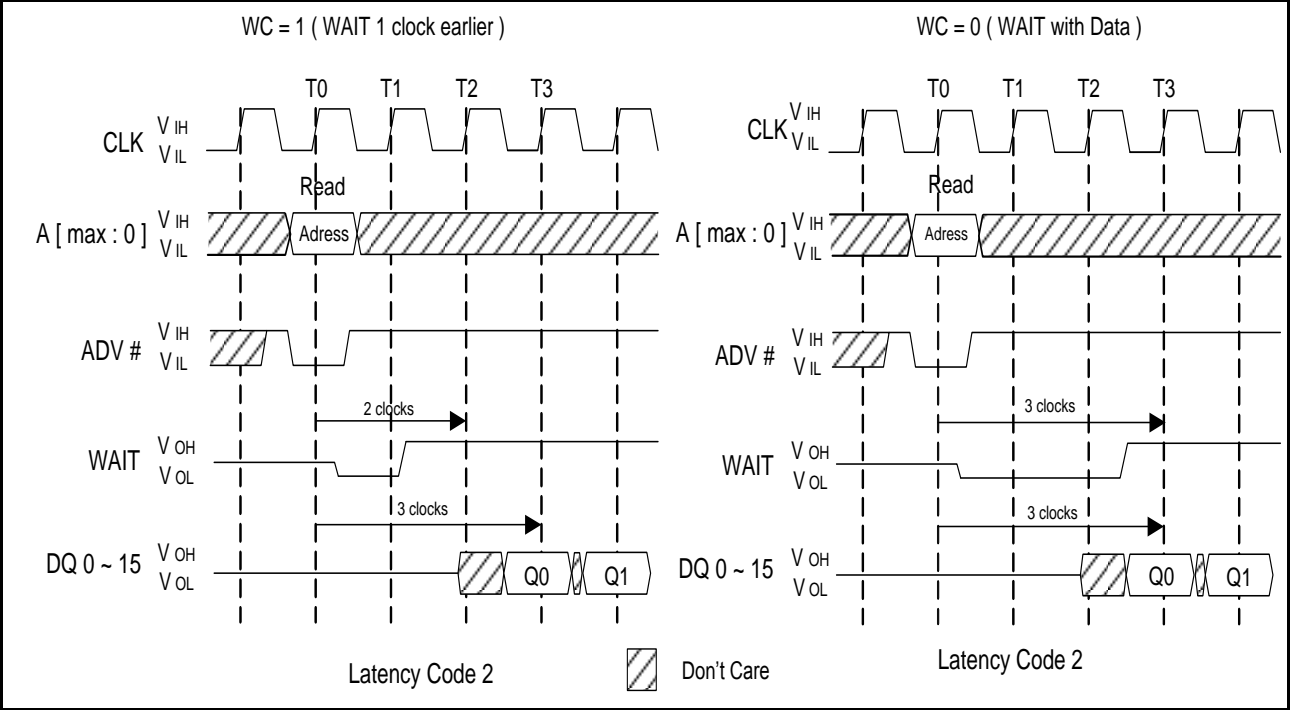 WC = 1 ( WAIT 1 clock earlier )
T0 T1 T2 T3
CLK V IH
V IL
Read
A [ max : 0 ] V IH
V IL
Adress
ADV # V IH
V IL
2 clocks
WAIT V OH
V OL
3 clocks
DQ 0 ~ 15 V OH
V OL
Q0 Q1
Latency Code 2
WC = 0 ( WAIT with Data )
T0 T1 T2 T3
CLK V IH
V IL
Read
A [ max : 0 ] V IH
V IL
Adress
ADV # V IH
V IL
3 clocks
WAIT V OH
V OL
3 clocks
DQ 0 ~ 15 V OH
V OL
Q0 Q1
Latency Code 2
Don't Care